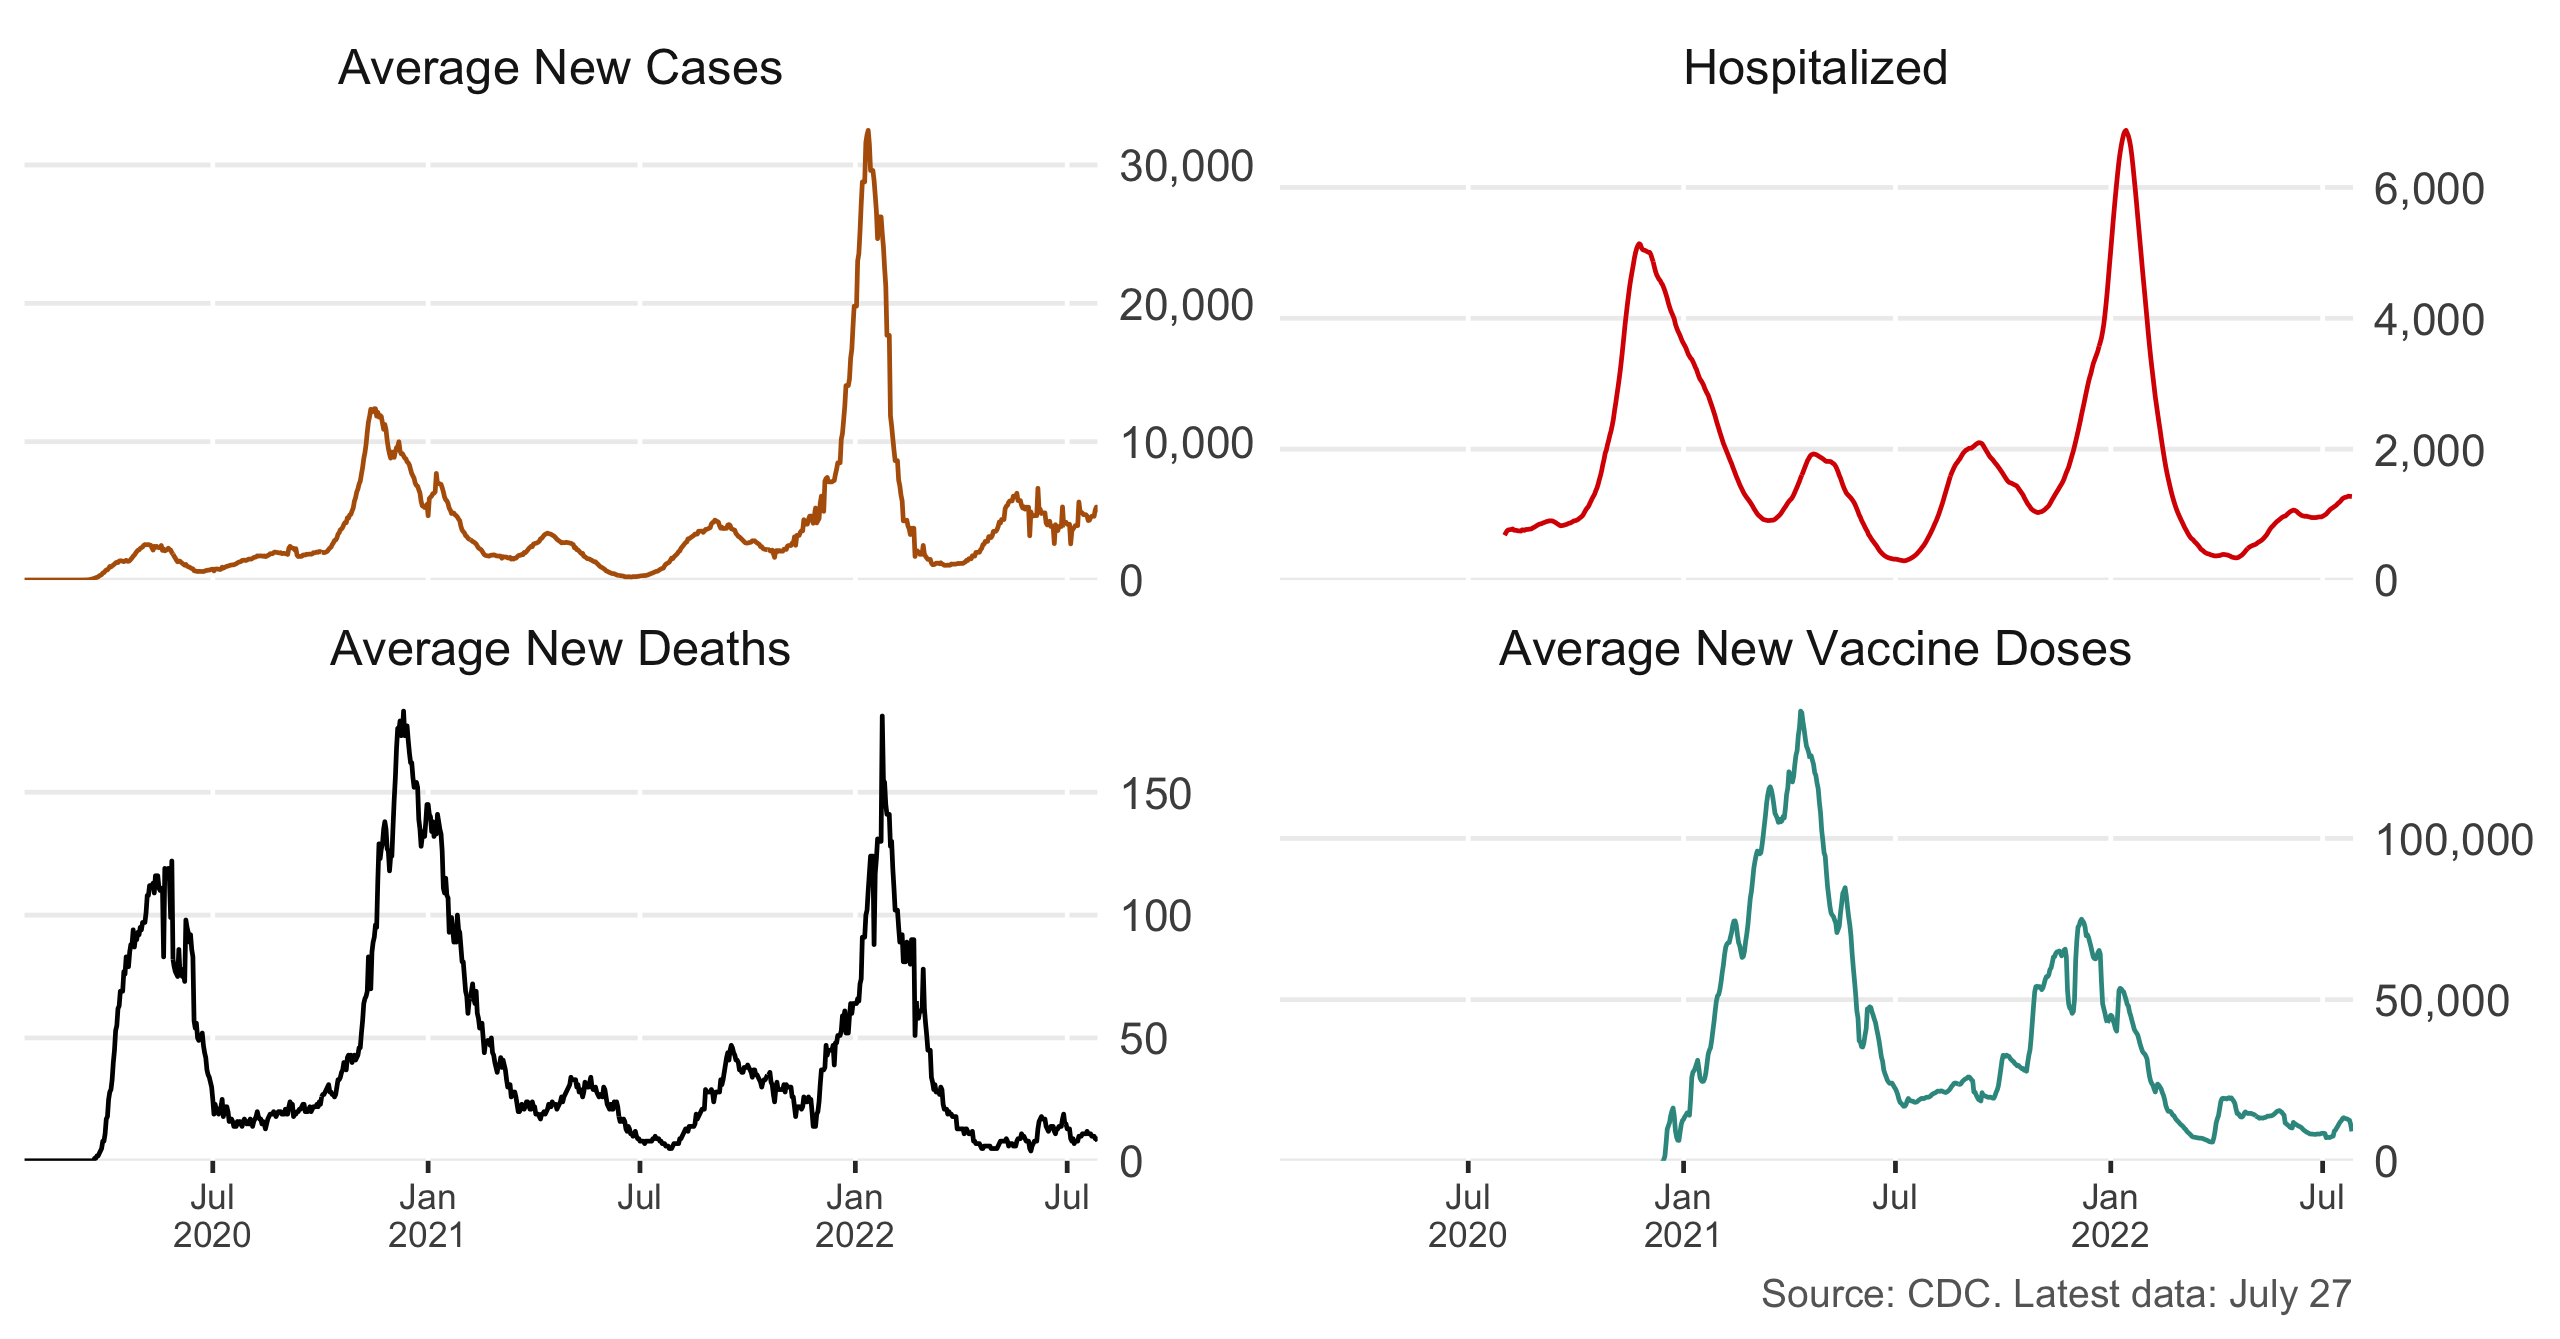 Average New Cases
30,000
20,000
10,000
0
Hospitalized
6,000
4,000
2,000
0
Average New Deaths
150
100
50
0
Jul Jan Jul Jan Jul
2020 2021 2022
Average New Vaccine Doses
100,000
50,000
0
Jul Jan Jul Jan Jul
2020 2021 2022
Source: CDC. Latest data: July 27